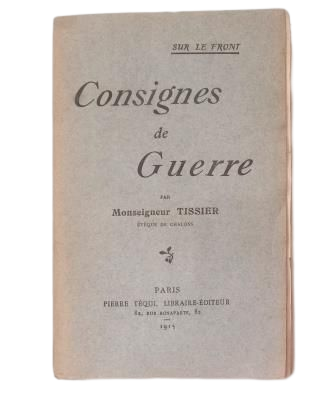 SUR LE FRONT
Consignes
de
Guerre
PAR
Monseigneur TISSIER
ÉVÊQUE DE CHALONS
PARIS
PIERRE TÉQUI, LIBRAIRE-ÉDITEUR
82, RUE BONAPARTE, 82
1915